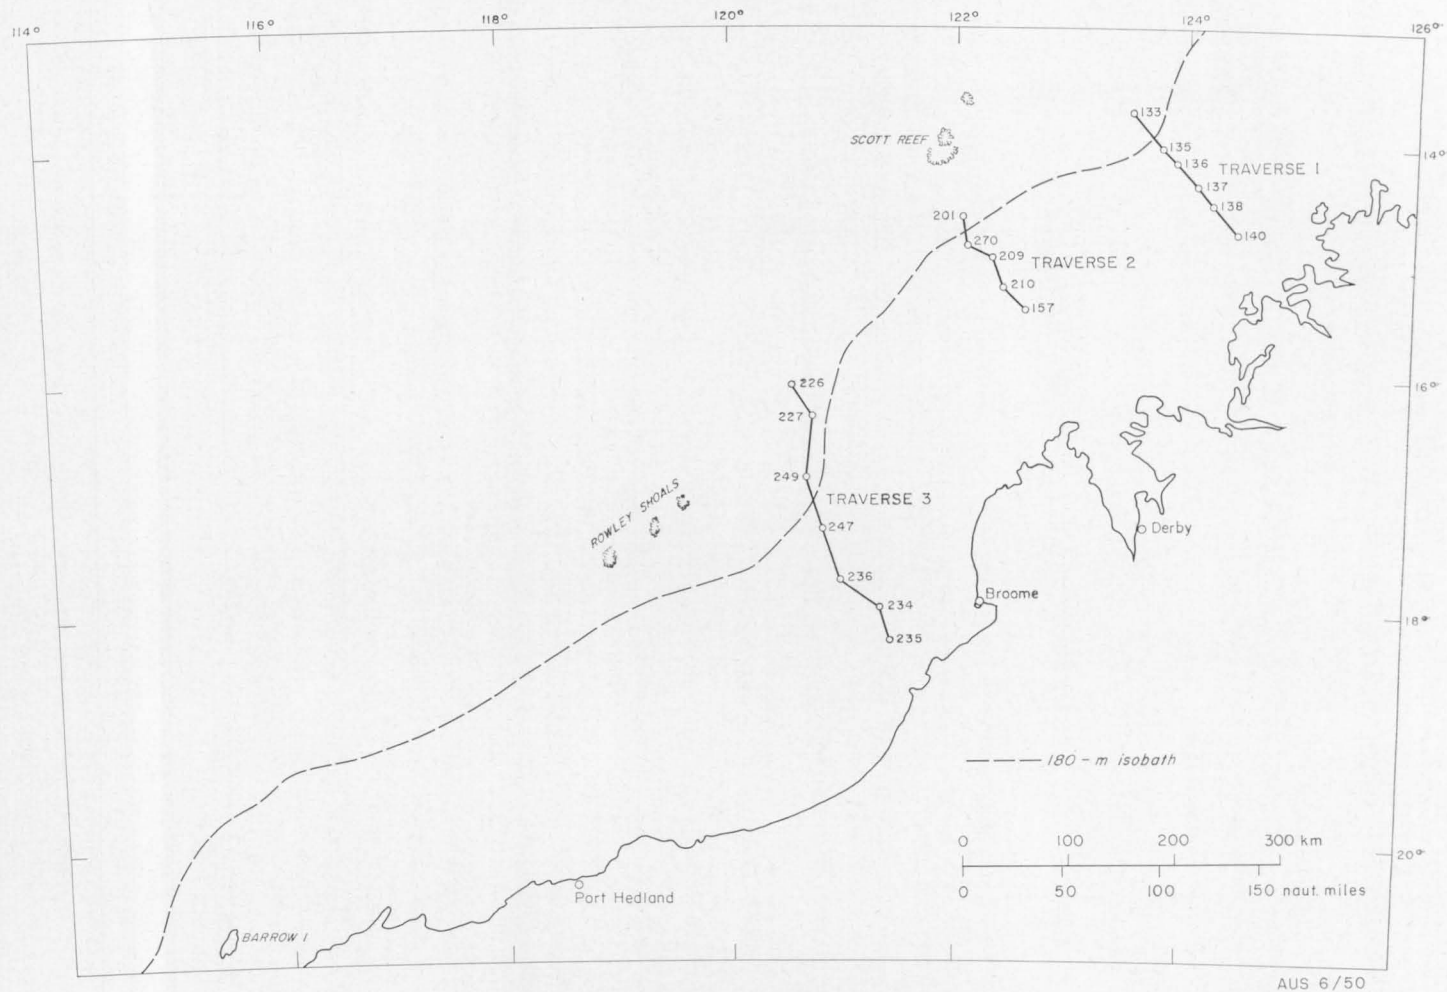 114° 116° 118° 120° 122° 124° 126°
133
SCOTT REEF
135
14°
136
TRAVERSE 1
137
138
201
140
270
209
TRAVERSE 2
210
157
226
16°
227
249
ROWLEY SHOALS
TRAVERSE 3
247
Derby
236
Broome
234
18°
235
180-m isobath
0 100 200 300 km
20°
0 50 100 150 naut. miles
Port Hedland
BARROW I
AUS 6/50